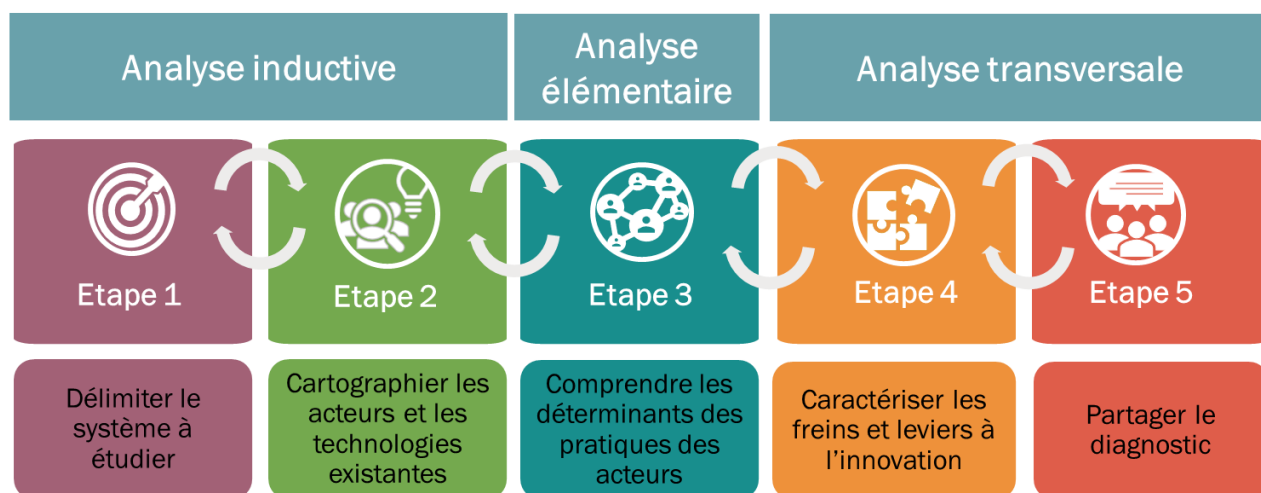 Analyse inductive
Analyse
élémentaire
Analyse transversale
Etape 1
Etape 2
Etape 3
Etape 4
Etape 5
Délimiter le
système à
étudier
Cartographier les
acteurs et les
technologies
existantes
Comprendre les
déterminants des
pratiques des
acteurs
Caractériser les
freins et leviers à
l’innovation
Partager le
diagnostic